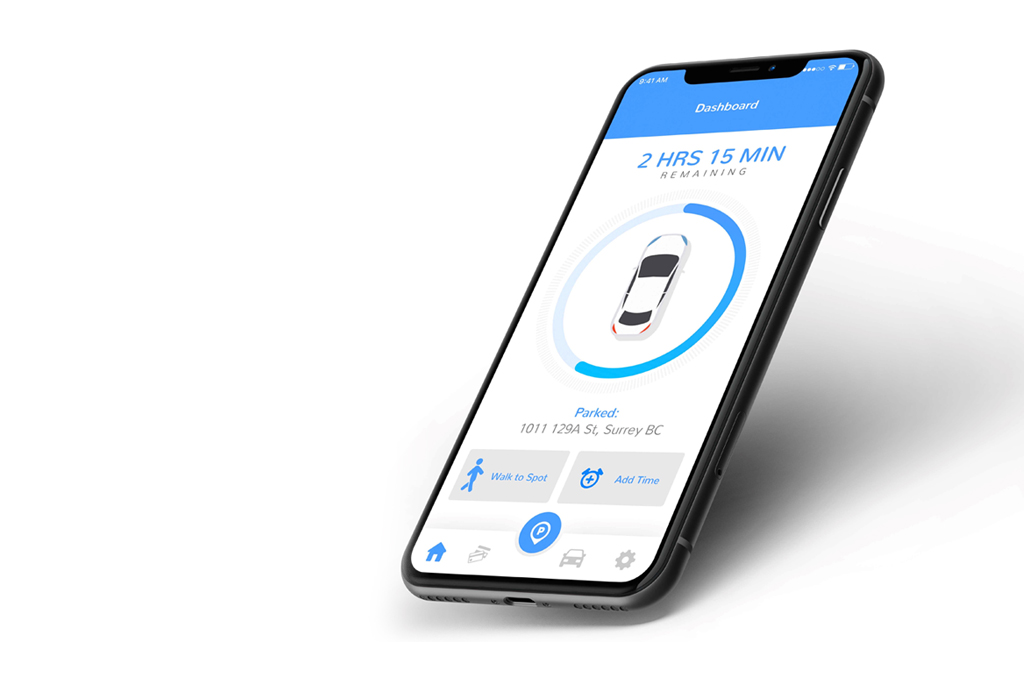 9:41 AM
Dashboard
2 HRS 15 MIN
REMAINING
Parked:
1011 129A St, Surrey BC
Walk to Spot
Add Time
P